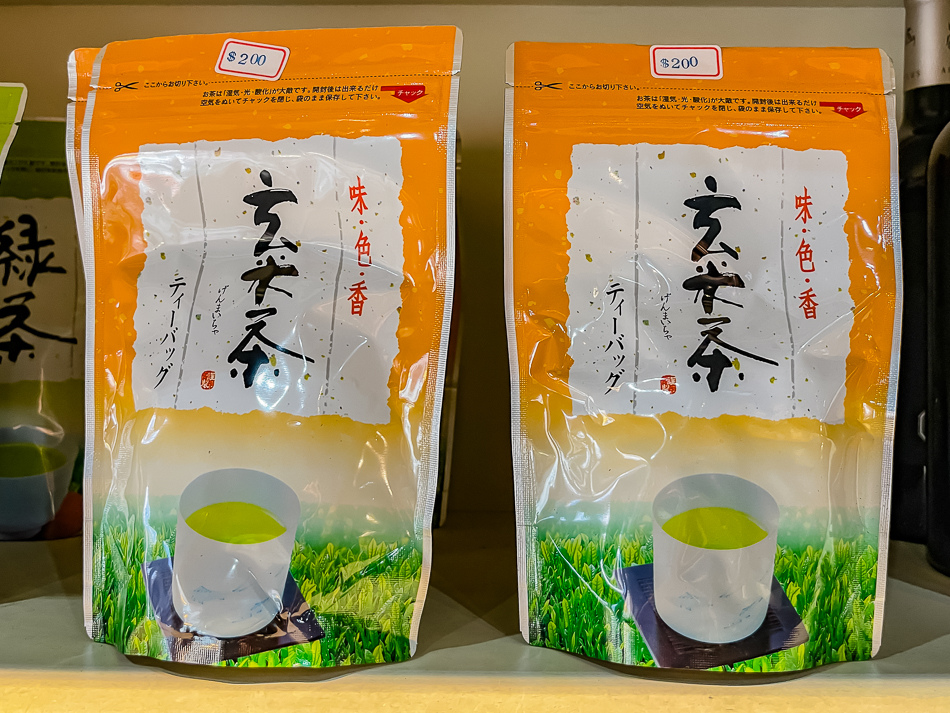 $200
ここからお切り下さい。
お茶は「湿気・光・酸化」が大敵です。開封後は出来るだけ
空気をぬいてチャックを閉じ、袋のまま保存して下さい。
チャック
味・色・香
玄米茶
げんまいちゃ
ティーバッグ
$200
ここからお切り下さい。
お茶は「湿気・光・酸化」が大敵です。開封後は出来るだけ
空気をぬいてチャックを閉じ、袋のまま保存して下さい。
チャック
味・色・香
玄米茶
げんまいちゃ
ティーバッグ
緑茶